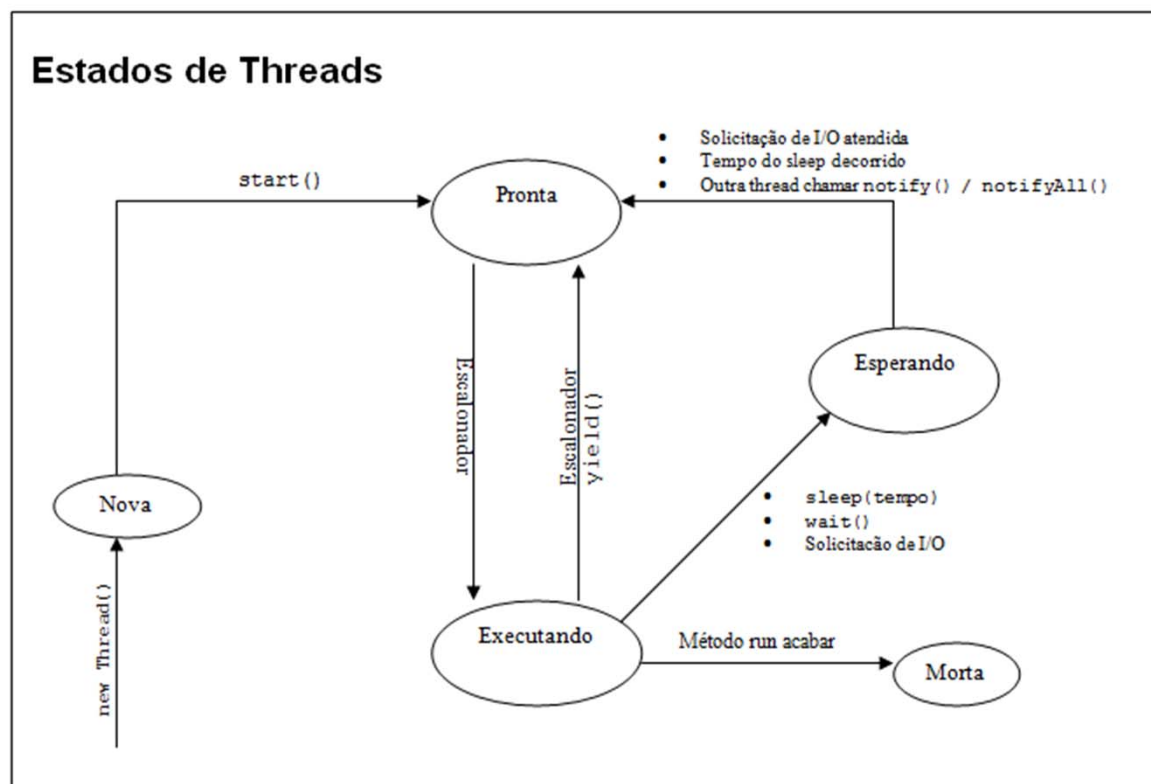 Estados de Threads
• Solicitação de I/O atendida
• Tempo do sleep decorrido
• Outra thread chamar notify() / notifyAll()
start()
Pronta
Escalonador
Escalonador
yield()
Esperando
Nova
• sleep(tempo)
• wait()
• Solicitacão de I/O
new Thread()
Executando
Método run acabar
Morta